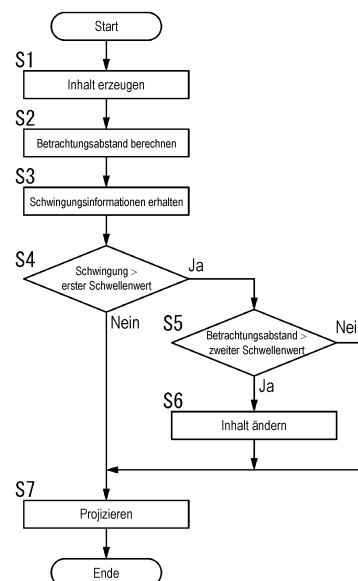 Start
S1
Inhalt erzeugen
S2
Betrachtungsabstand berechnen
S3
Schwingungsinformationen erhalten
S4
Schwingung >
erster Schwellenwert
Ja
Nein
S5
Betrachtungsabstand >
zweiter Schwellenwert
Nein
Ja
S6
Inhalt ändern
S7
Projizieren
Ende